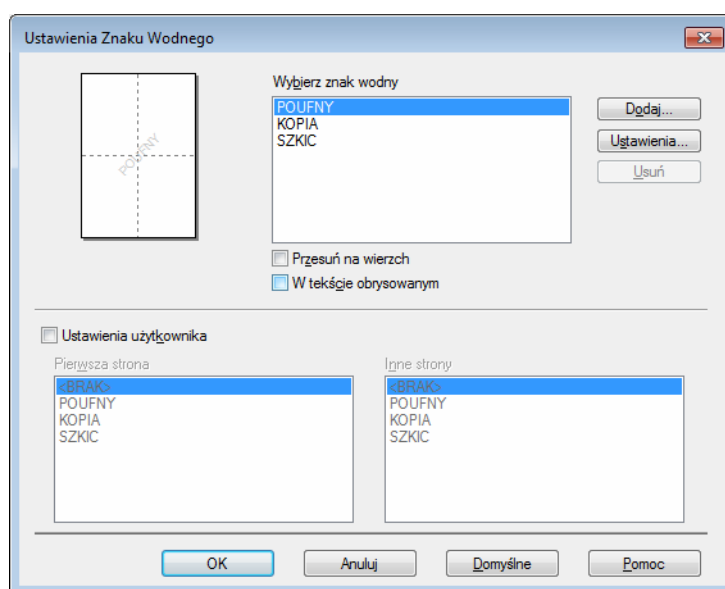 Ustawienia Znaku Wodnego
Wybierz znak wodny
POUFNY
POUFNY
KOPIA
SZKIC
Dodaj...
Ustawienia...
Usuń
Przesuń na wierzch
W tekście obrysowanym
Ustawienia użytkownika
Pierwsza strona
<BRAK>
POUFNY
KOPIA
SZKIC
Inne strony
<BRAK>
POUFNY
KOPIA
SZKIC
OK
Anuluj
Domyślne
Pomoc